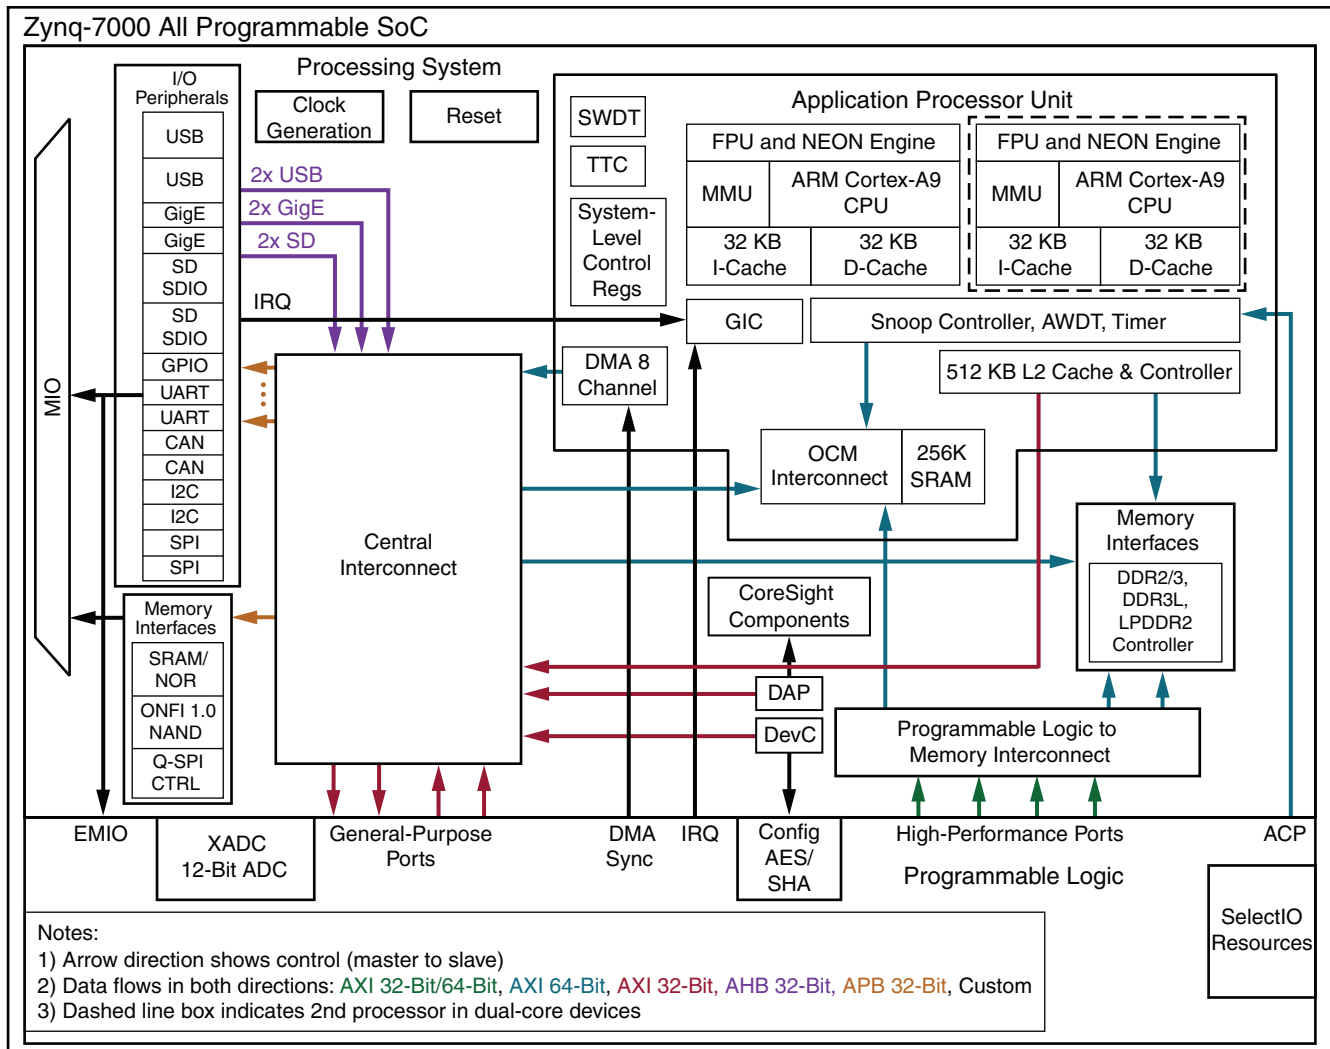 Zynq-7000 All Programmable SoC
Processing System
I/O
Peripherals
USB
USB
GigE
GigE
SD
SDIO
SD
SDIO
GPIO
UART
UART
CAN
CAN
I2C
I2C
SPI
SPI
MIO
Clock
Generation
Reset
2x USB
2x GigE
2x SD
IRQ
Application Processor Unit
SWDT
TTC
System-
Level
Control
Regs
FPU and NEON Engine
MMU
ARM Cortex-A9
CPU
32 KB
I-Cache
32 KB
D-Cache
FPU and NEON Engine
MMU
ARM Cortex-A9
CPU
32 KB
I-Cache
32 KB
D-Cache
GIC
Snoop Controller, AWDT, Timer
DMA 8
Channel
512 KB L2 Cache & Controller
OCM
Interconnect
256K
SRAM
Central
Interconnect
Memory
Interfaces
DDR2/3,
DDR3L,
LPDDR2
Controller
CoreSight
Components
DAP
DevC
Programmable Logic to
Memory Interconnect
Memory
Interfaces
SRAM/
NOR
ONFI 1.0
NAND
Q-SPI
CTRL
EMIO
XADC
12-Bit ADC
General-Purpose
Ports
DMA
Sync
IRQ
Config
AES/
SHA
High-Performance Ports
ACP
Programmable Logic
SelectIO
Resources
Notes:
1) Arrow direction shows control (master to slave)
2) Data flows in both directions: AXI 32-Bit/64-Bit, AXI 64-Bit, AXI 32-Bit, AHB 32-Bit, APB 32-Bit, Custom
3) Dashed line box indicates 2nd processor in dual-core devices